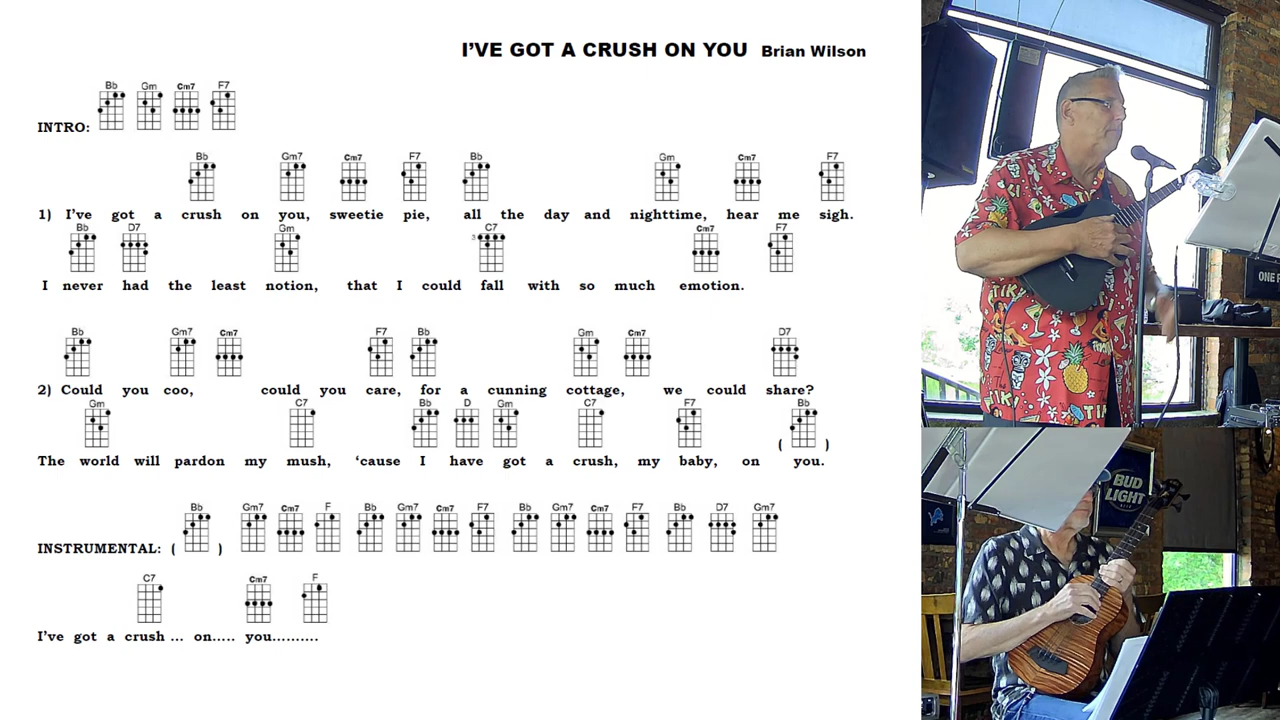 I'VE GOT A CRUSH ON YOU Brian Wilson
Bb Gm Cm7 F7
INTRO:
Bb Gm7 Cm7 F7 Bb Gm Cm7 F7
1) I've got a crush on you, sweetie pie, all the day and nighttime, hear me sigh.
Bb D7 Gm C7 Cm7 F7
3
I never had the least notion, that I could fall with so much emotion.
Bb Gm7 Cm7 F7 Bb Gm Cm7 D7
2) Could you coo, could you care, for a cunning cottage, we could share?
Gm C7 Bb D Gm C7 F7 Bb
( )
The world will pardon my mush, 'cause I have got a crush, my baby, on you.
Bb Gm7 Cm7 F Bb Gm7 Cm7 F7 Bb Gm7 Cm7 F7 Bb D7 Gm7
INSTRUMENTAL: ( )
C7 Cm7 F
I've got a crush ... on..... you..........
TIKI
TIKI
TIKI
TIKI
ONE
BUD
LIGHT